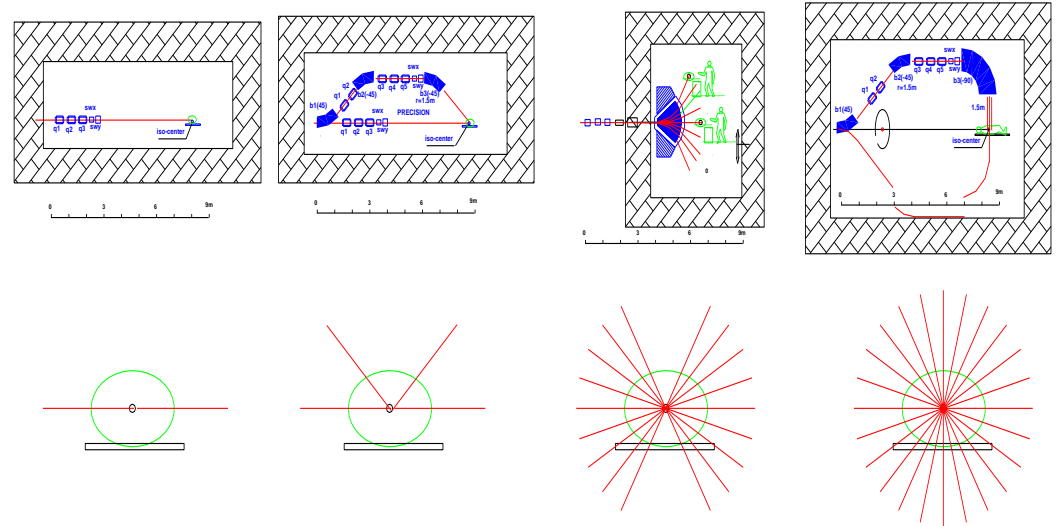 swx
q1 q2 q3 swy
iso-center
0 3 6 9m
b1(45)
q1
q2
b2(-45)
swx
q3 q4 q5 swy
b3(-45)
r=1.5m
PRECISION
swx
q1 q2 q3 swy
iso-center
0 3 6 9m
0
0 3 6 9m
b1(45)
q1
q2
b2(-45)
r=1.5m
swx
q3 q4 q5 swy
b3(-90)
1.5m
iso-center
0 3 6 9m